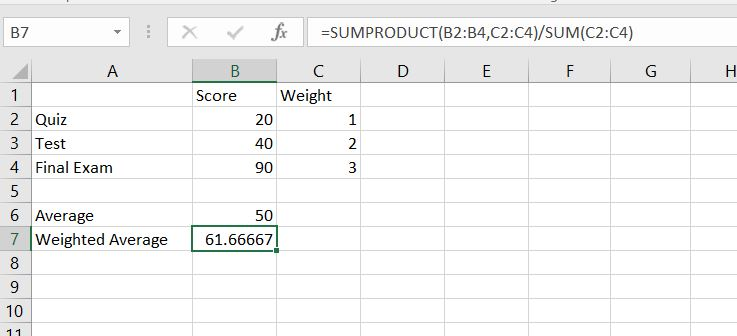 B7 fx =SUMPRODUCT(B2:B4,C2:C4)/SUM(C2:C4)
A B C D E F G H
1 Score Weight
2 Quiz 20 1
3 Test 40 2
4 Final Exam 90 3
5
6 Average 50
7 Weighted Average 61.66667
8
9
10
11